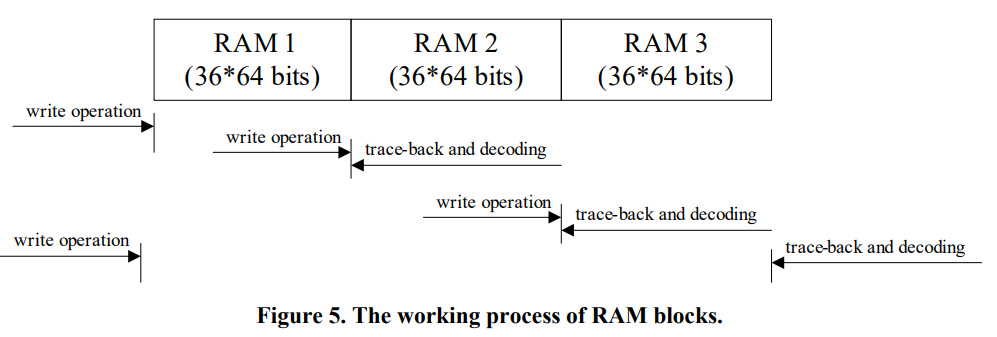 RAM 1
(36*64 bits)
RAM 2
(36*64 bits)
RAM 3
(36*64 bits)
write operation
write operation
trace-back and decoding
write operation
trace-back and decoding
write operation
trace-back and decoding
Figure 5. The working process of RAM blocks.